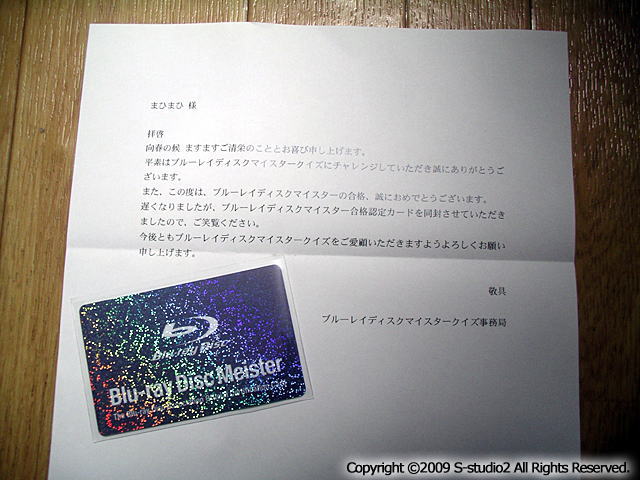 まひまひ 様
拝啓
向春の候 ますますご清栄のこととお喜び申し上げます。
平素はブルーレイディスクマイスタークイズにチャレンジしていただき誠にありがとうご
ざいます。
また、この度は、ブルーレイディスクマイスターの合格、誠におめでとうございます。
遅くなりましたが、ブルーレイディスクマイスター合格認定カードを同封させていただき
ましたので、ご笑覧ください。
今後ともブルーレイディスクマイスタークイズをご愛顧いただきますようよろしくお願い
申し上げます。
敬具
ブルーレイディスクマイスタークイズ事務局
Blu-ray Disc
Blu-ray Disc Meister
Copyright ©2009 S-studio2 All Rights Reserved.